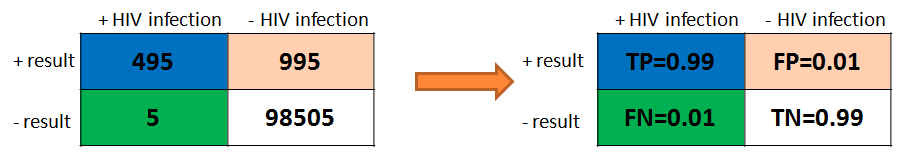 + HIV infection - HIV infection
+ result 495 995
- result 5 98505
+ HIV infection - HIV infection
+ result TP=0.99 FP=0.01
- result FN=0.01 TN=0.99